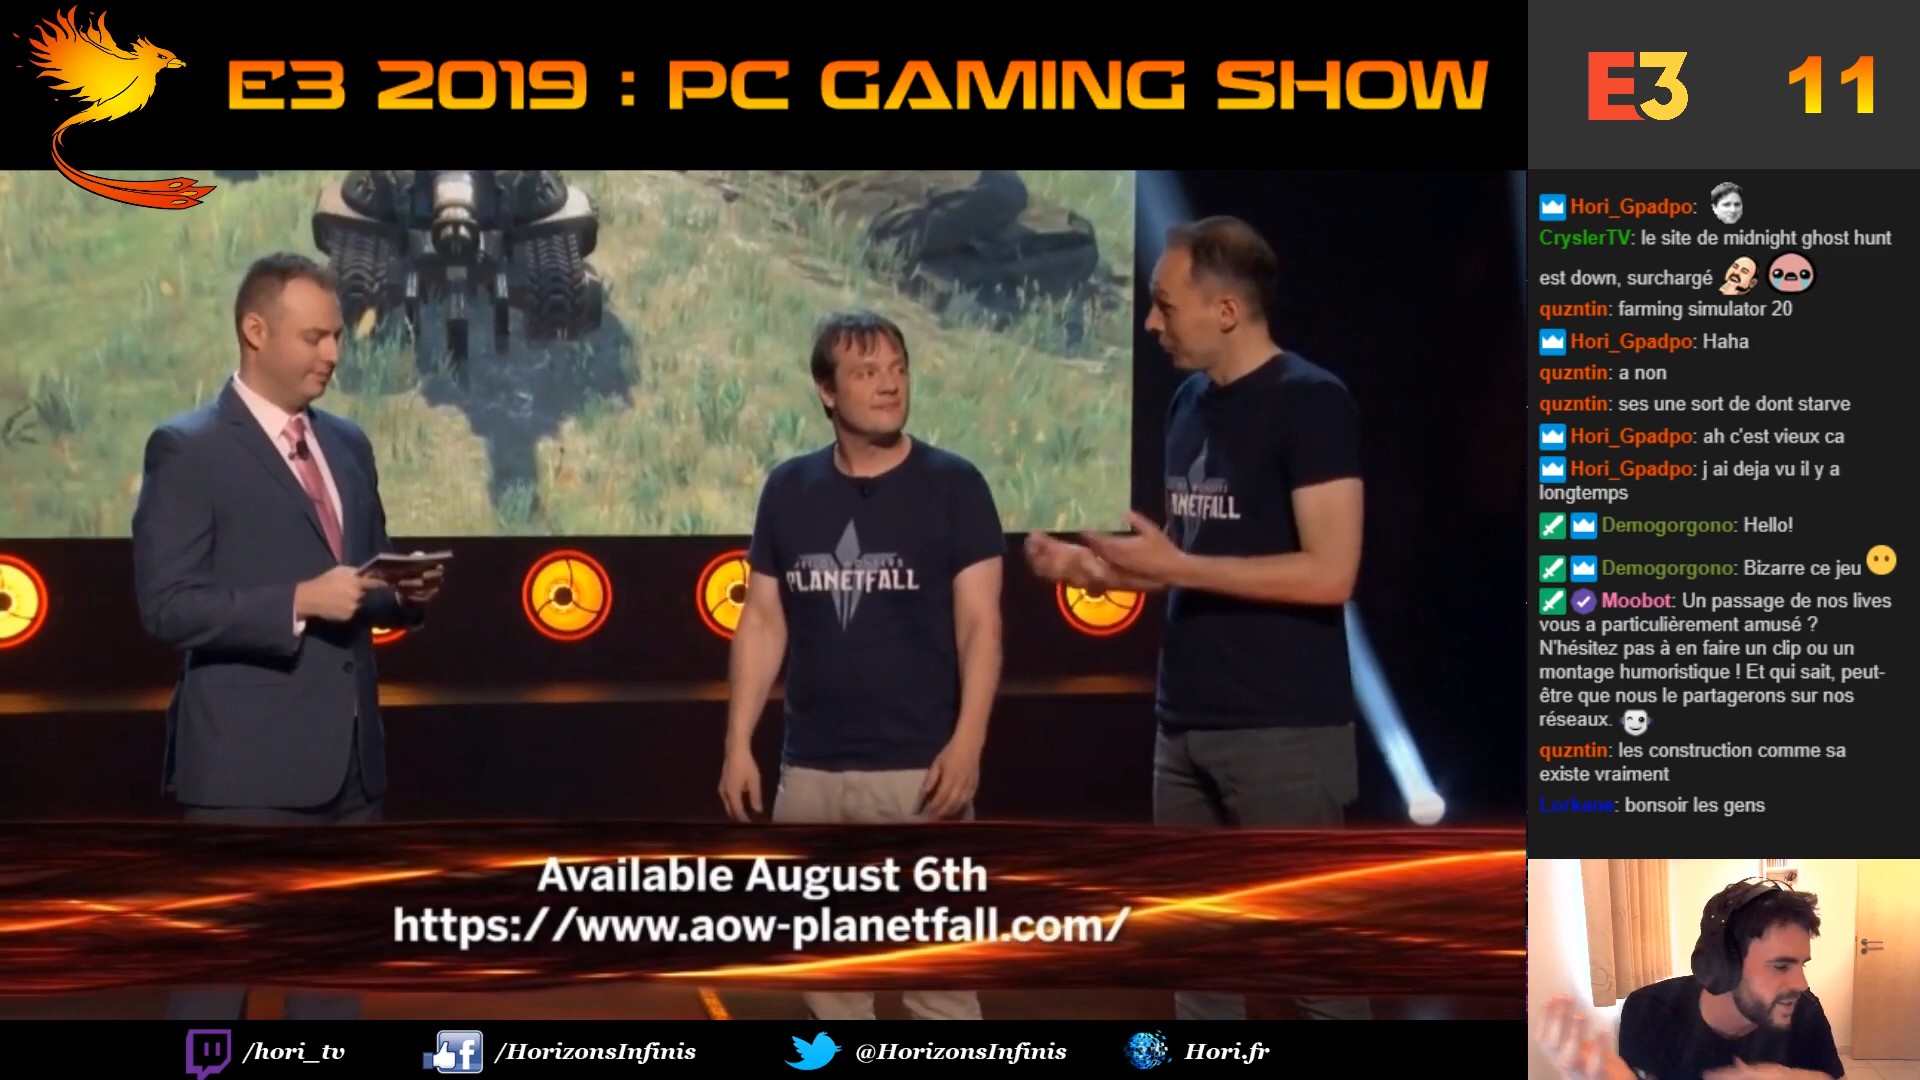 E3 2019 : PC GAMING SHOW
E3
11
Hori_Gpadpo:
CryslerTV: le site de midnight ghost hunt
est down, surchargé
quzntin: farming simulator 20
Hori_Gpadpo: Haha
quzntin: a non
quzntin: ses une sort de dont starve
Hori_Gpadpo: ah c'est vieux ca
Hori_Gpadpo: j ai deja vu il y a
longtemps
Demogorgono: Hello!
Demogorgono: Bizarre ce jeu
Moobot: Un passage de nos lives
vous a particulièrement amusé ?
N'hésitez pas à en faire un clip ou un
montage humoristique ! Et qui sait, peut-
être que nous le partagerons sur nos
réseaux.
quzntin: les construction comme sa
existe vraiment
Lorkane: bonsoir les gens
PLANETFALL
ANETFALL
Available August 6th
https://www.aow-planetfall.com/
/hori_tv
/HorizonsInfinis
@HorizonsInfinis
Hori.fr